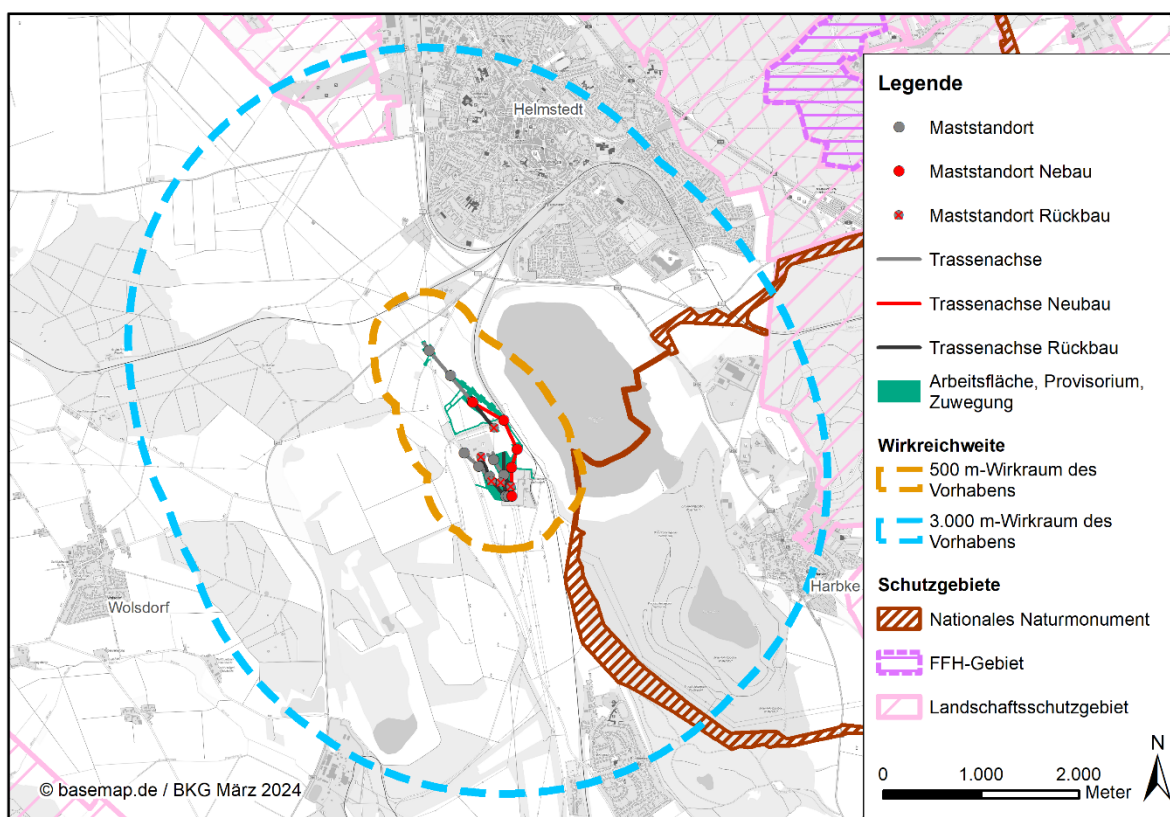 Helmstedt
Wolsdorf
Harbke
© basemap.de / BKG März 2024
Legende
Maststandort
Maststandort Nebau
Maststandort Rückbau
Trassenachse
Trassenachse Neubau
Trassenachse Rückbau
Arbeitsfläche, Provisorium,
Zuwegung
Wirkreichweite
500 m-Wirkraum des
Vorhabens
3.000 m-Wirkraum des
Vorhabens
Schutzgebiete
Nationales Naturmonument
FFH-Gebiet
Landschaftsschutzgebiet
N
0 1.000 2.000
Meter